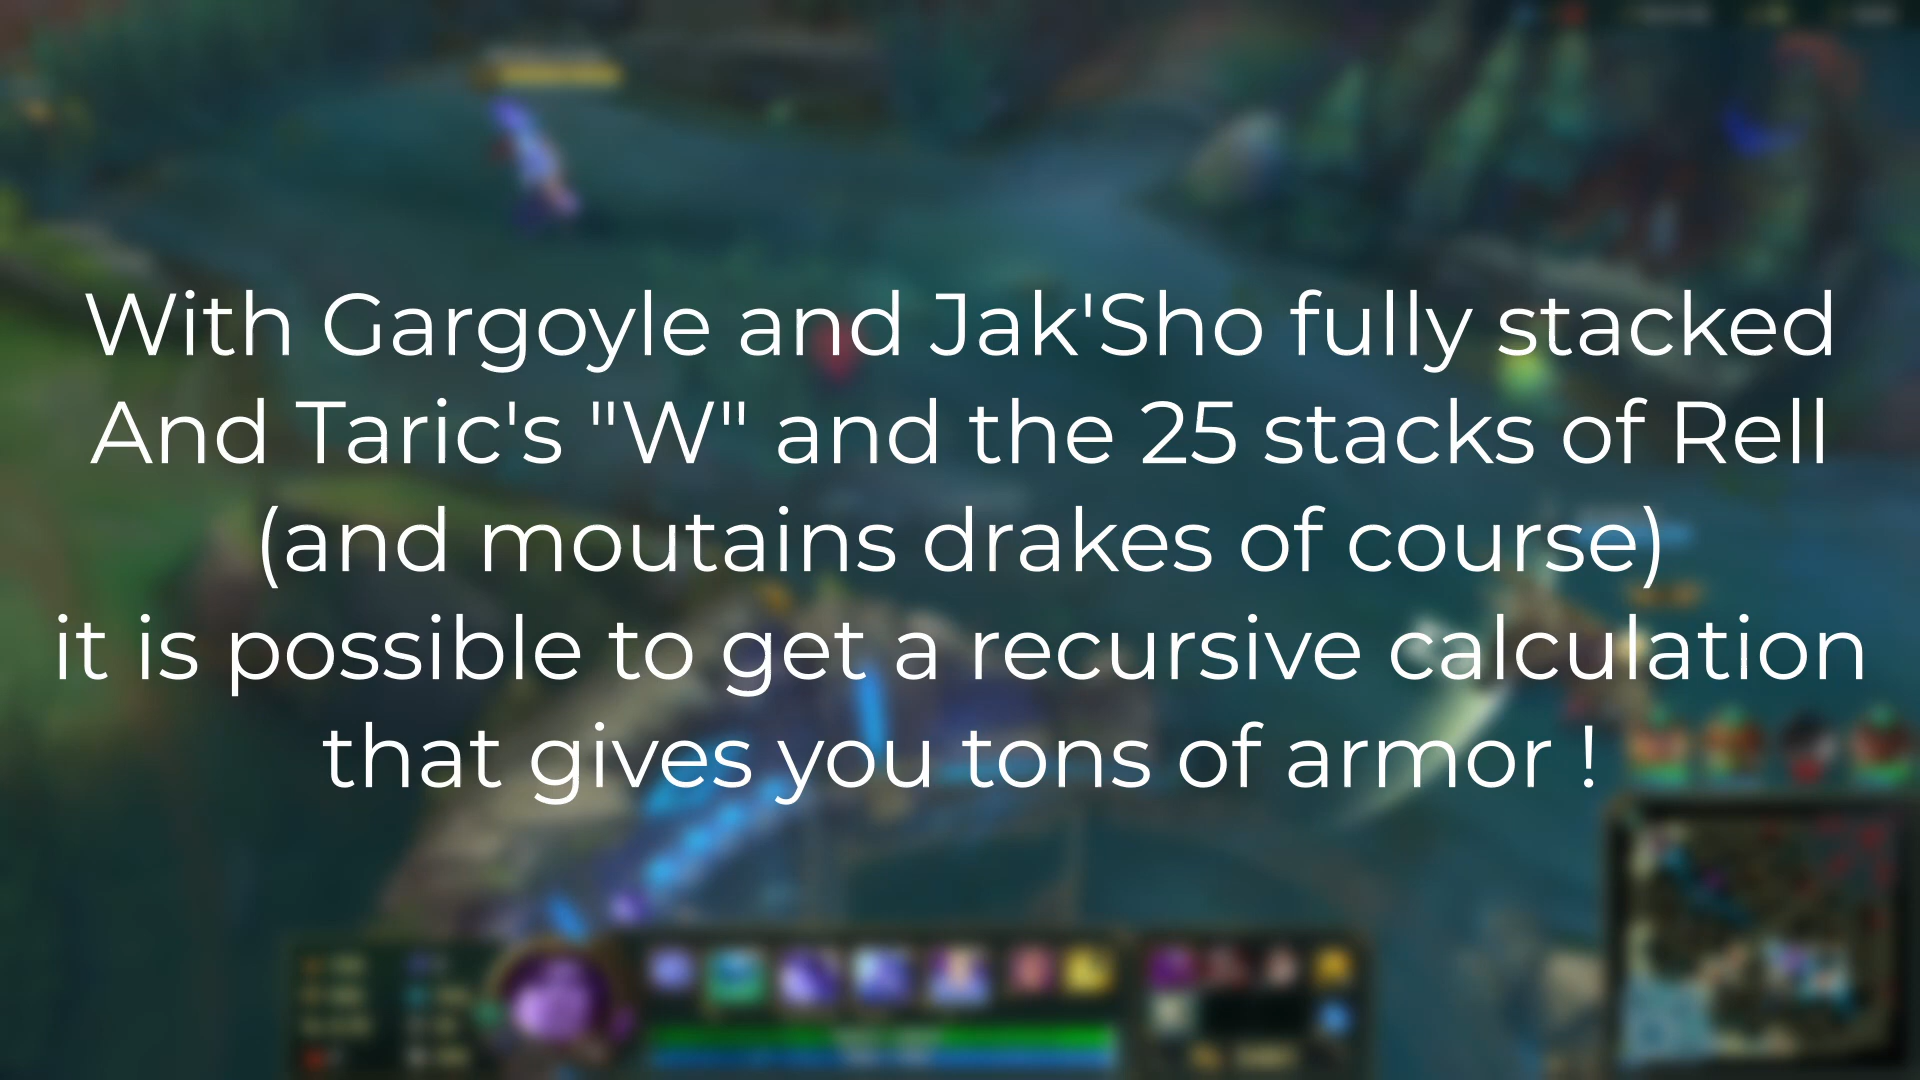 With Gargoyle and Jak'Sho fully stacked
And Taric's "W" and the 25 stacks of Rell
(and moutains drakes of course)
it is possible to get a recursive calculation
that gives you tons of armor !